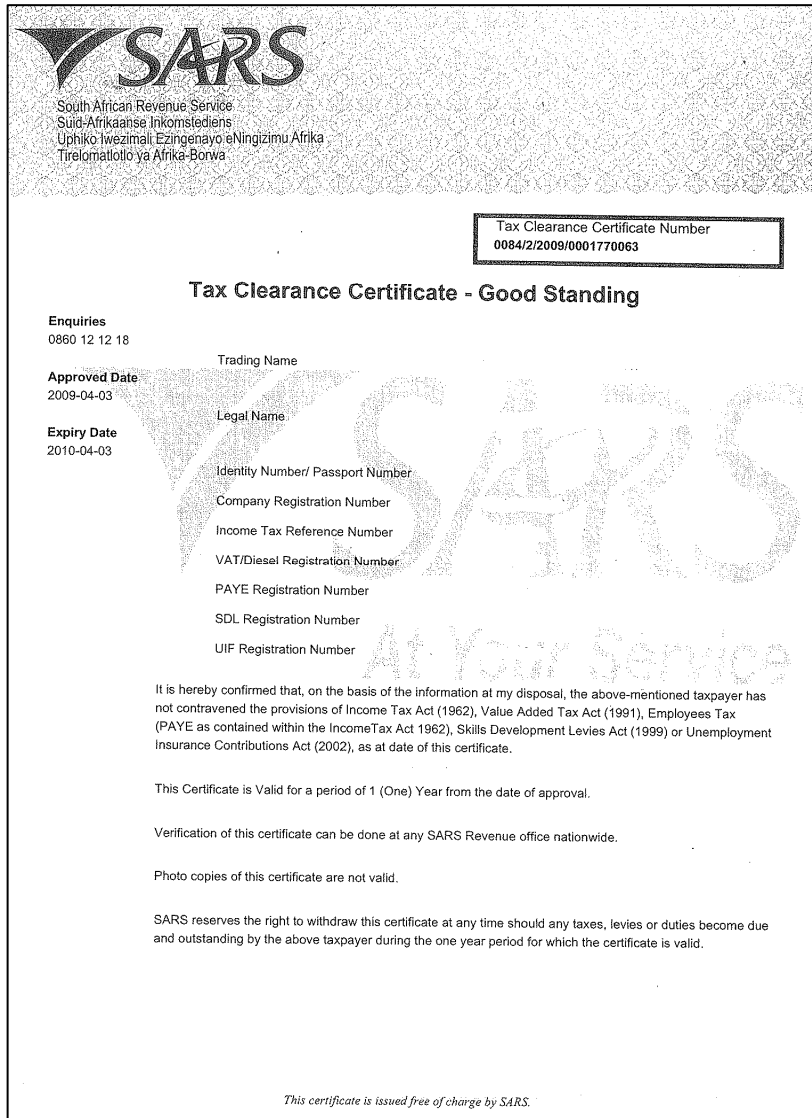 SARS
South African Revenue Service
Suid-Afrikaanse Inkomstediens
Uphiko lwezimali Ezingenayo eNingizimu Afrika
Tirelomatlotlo ya Afrika-Borwa
Tax Clearance Certificate Number
0084/2/2009/0001770063
Tax Clearance Certificate - Good Standing
Enquiries
0860 12 12 18
Approved Date
2009-04-03
Expiry Date
2010-04-03
Trading Name
Legal Name
Identity Number/ Passport Number
Company Registration Number
Income Tax Reference Number
VAT/Diesel Registration Number
PAYE Registration Number
SDL Registration Number
UIF Registration Number
SARS
At Your Service
It is hereby confirmed that, on the basis of the information at my disposal, the above-mentioned taxpayer has
not contravened the provisions of Income Tax Act (1962), Value Added Tax Act (1991), Employees Tax
(PAYE as contained within the IncomeTax Act 1962), Skills Development Levies Act (1999) or Unemployment
Insurance Contributions Act (2002), as at date of this certificate.
This Certificate is Valid for a period of 1 (One) Year from the date of approval.
Verification of this certificate can be done at any SARS Revenue office nationwide.
Photo copies of this certificate are not valid.
SARS reserves the right to withdraw this certificate at any time should any taxes, levies or duties become due
and outstanding by the above taxpayer during the one year period for which the certificate is valid.
This certificate is issued free of charge by SARS.